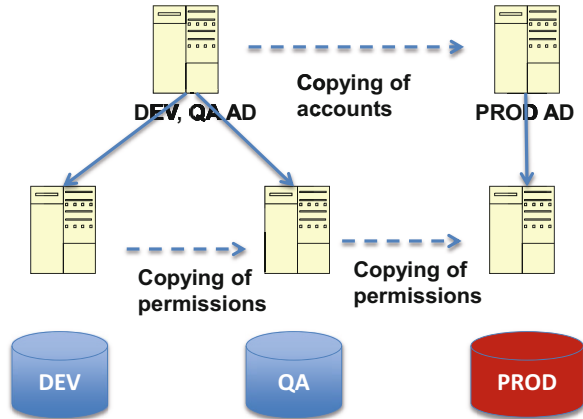 Copying of
accounts
DEV, QA AD
PROD AD
Copying of
permissions
Copying of
permissions
DEV
QA
PROD